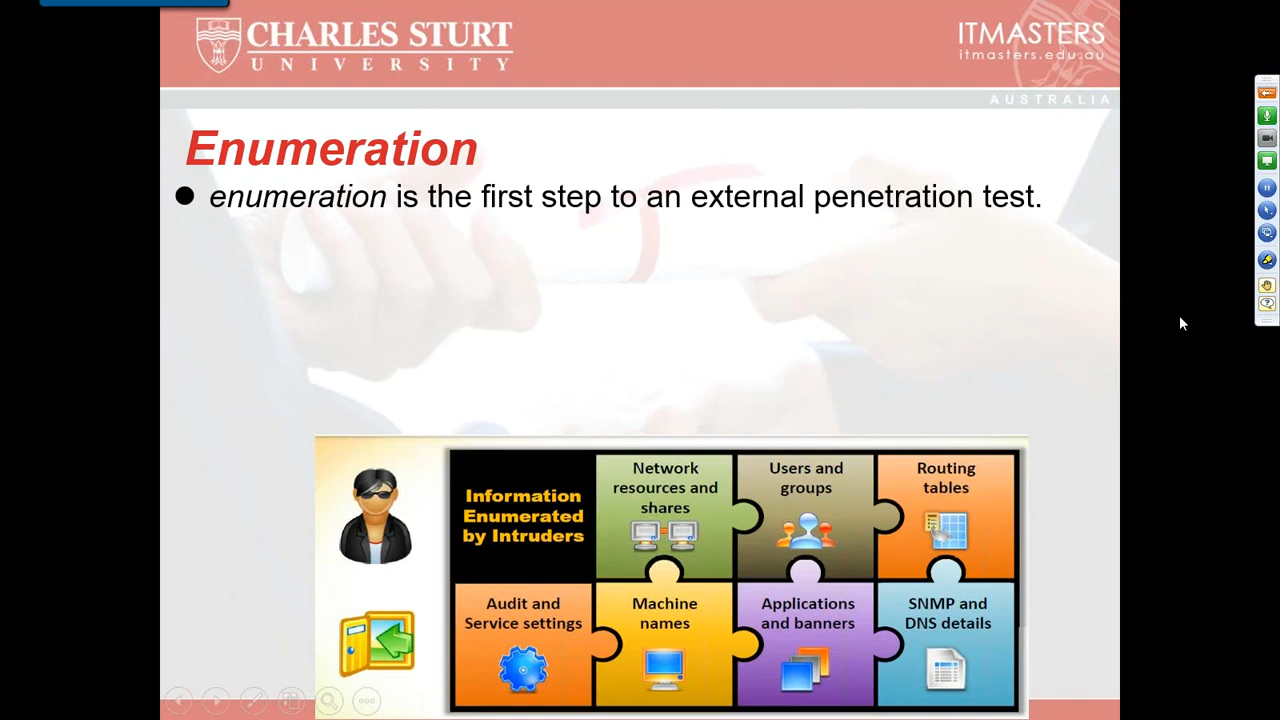 CHARLES STURT
UNIVERSITY
ITMASTERS
itmasters.edu.au
AUSTRALIA
Enumeration
● enumeration is the first step to an external penetration test.
Information
Enumerated
by Intruders
Network
resources and
shares
Users and
groups
Routing
tables
Audit and
Service settings
Machine
names
Applications
and banners
SNMP and
DNS details